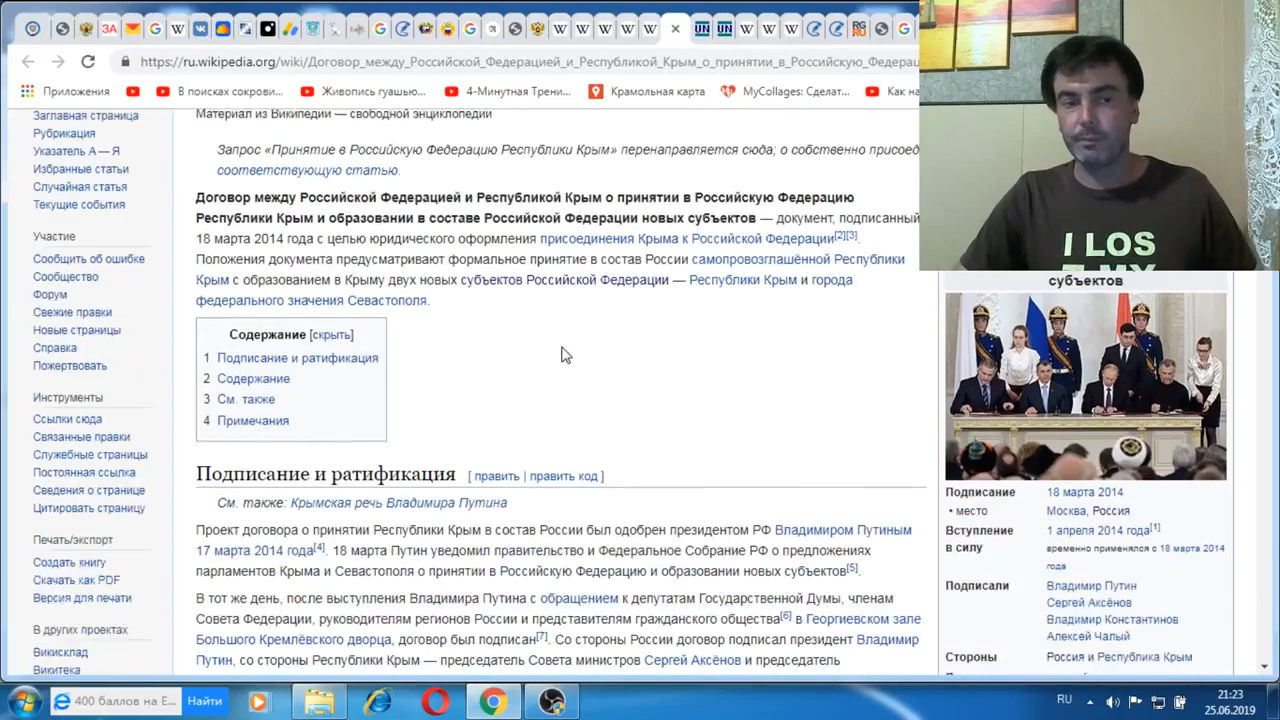 ЗА
UN
UN
RG
RU
https://ru.wikipedia.org/wiki/Договор_между_Российской_Федерацией_и_Республикой_Крым_о_принятии_в_Российскую_Федерац
Приложения
В поисках сокрови...
Живопись гуашью...
4-Минутная Трени...
Крамольная карта
MyCollages: Сделат...
Как на
I LOS
Заглавная страница
Рубрикация
Указатель А — Я
Избранные статьи
Случайная статья
Текущие события
Участие
Сообщить об ошибке
Сообщество
Форум
Свежие правки
Новые страницы
Справка
Пожертвовать
Инструменты
Ссылки сюда
Связанные правки
Служебные страницы
Постоянная ссылка
Сведения о странице
Цитировать страницу
Печать/экспорт
Создать книгу
Скачать как PDF
Версия для печати
В других проектах
Викисклад
Викитека
Материал из Википедии — свободной энциклопедии
Запрос «Принятие в Российскую Федерацию Республики Крым» перенаправляется сюда; о собственно присоед
соответствующую статью.
Договор между Российской Федерацией и Республикой Крым о принятии в Российскую Федерацию
Республики Крым и образовании в составе Российской Федерации новых субъектов — документ, подписанный
18 марта 2014 года с целью юридического оформления присоединения Крыма к Российской Федерации[2][3].
Положения документа предусматривают формальное принятие в состав России самопровозглашённой Республики
Крым с образованием в Крыму двух новых субъектов Российской Федерации — Республики Крым и города
федерального значения Севастополя.
Содержание [скрыть]
1 Подписание и ратификация
2 Содержание
3 См. также
4 Примечания
Подписание и ратификация [ править | править код ]
См. также: Крымская речь Владимира Путина
Проект договора о принятии Республики Крым в состав России был одобрен президентом РФ Владимиром Путиным
17 марта 2014 года[4]. 18 марта Путин уведомил правительство и Федеральное Собрание РФ о предложениях
парламентов Крыма и Севастополя о принятии в Российскую Федерацию и образовании новых субъектов[5].
В тот же день, после выступления Владимира Путина с обращением к депутатам Государственной Думы, членам
Совета Федерации, руководителям регионов России и представителям гражданского общества[6] в Георгиевском зале
Большого Кремлёвского дворца, договор был подписан[7]. Со стороны России договор подписал президент Владимир
Путин, со стороны Республики Крым — председатель Совета министров Сергей Аксёнов и председатель
субъектов
Подписание 18 марта 2014
• место Москва, Россия
Вступление 1 апреля 2014 года[1]
в силу временно применялся с 18 марта 2014
года
Подписали Владимир Путин
Сергей Аксёнов
Владимир Константинов
Алексей Чалый
Стороны Россия и Республика Крым
400 баллов на Е...
Найти
RU
21:23
25.06.2019